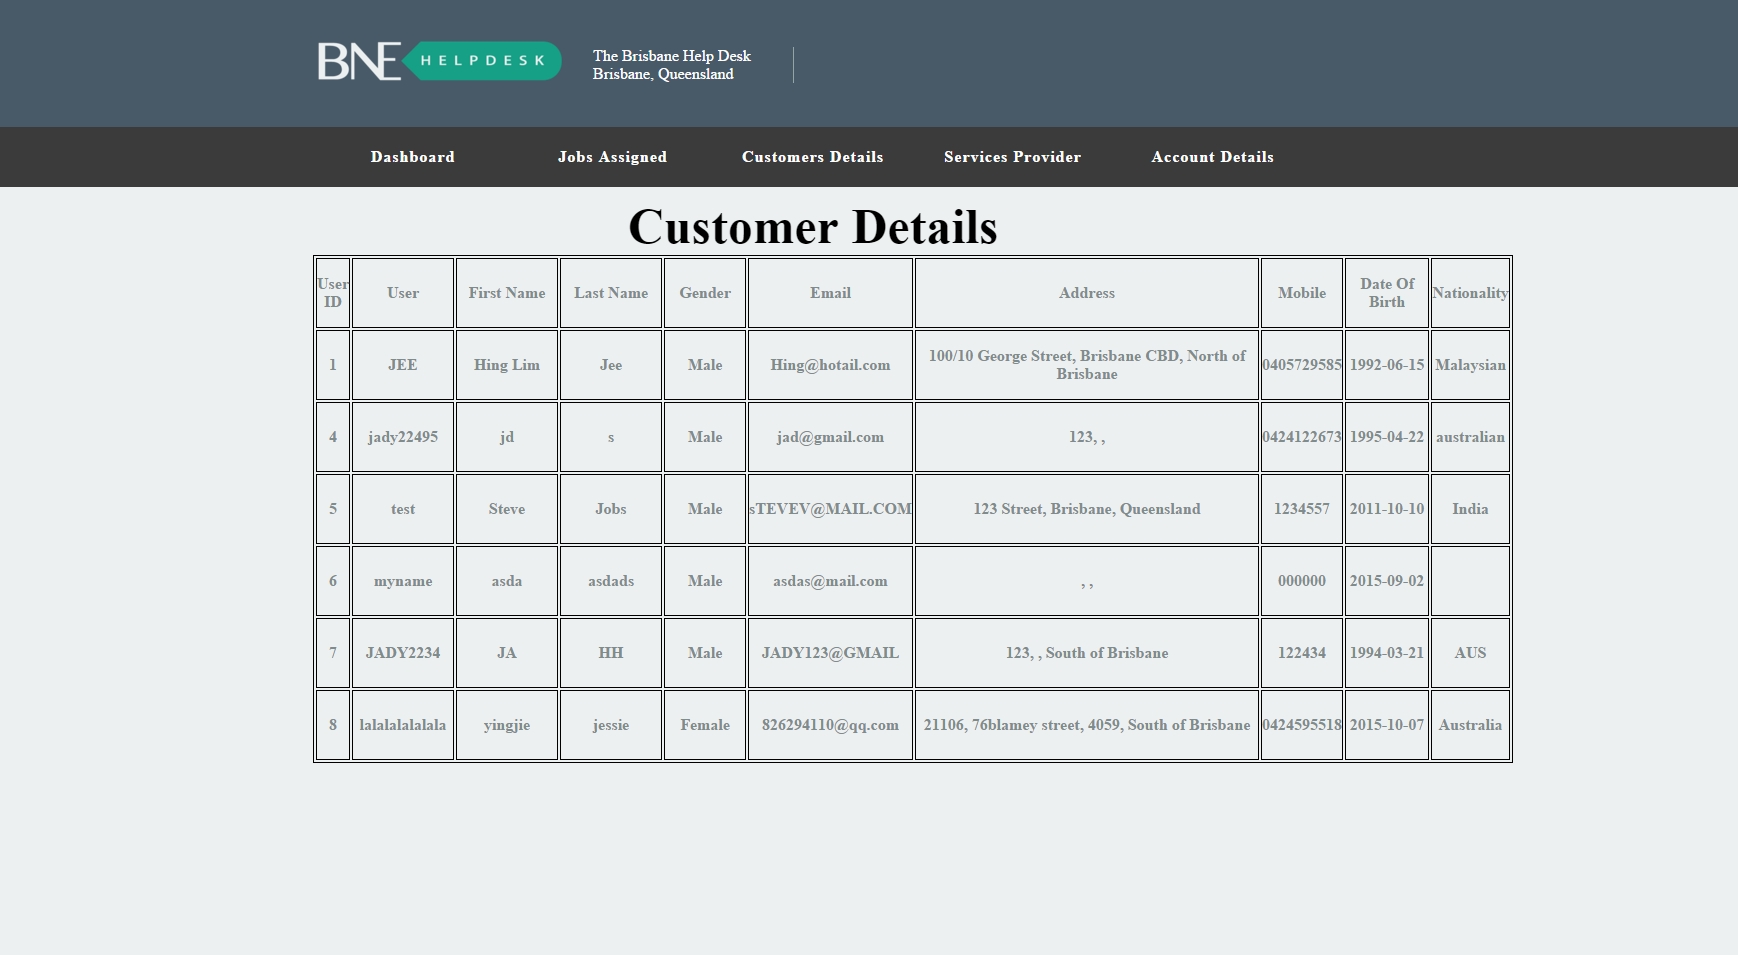 BNE HELPDESK
The Brisbane Help Desk
Brisbane, Queensland
Dashboard Jobs Assigned Customers Details Services Provider Account Details
Customer Details
User ID User First Name Last Name Gender Email Address Mobile Date Of Birth Nationality
1 JEE Hing Lim Jee Male Hing@hotail.com 100/10 George Street, Brisbane CBD, North of Brisbane 0405729585 1992-06-15 Malaysian
4 jady22495 jd s Male jad@gmail.com 123, , 0424122673 1995-04-22 australian
5 test Steve Jobs Male sTEVEV@MAIL.COM 123 Street, Brisbane, Queensland 1234557 2011-10-10 India
6 myname asda asdads Male asdas@mail.com , , 000000 2015-09-02
7 JADY2234 JA HH Male JADY123@GMAIL 123, , South of Brisbane 122434 1994-03-21 AUS
8 lalalalalalala yingjie jessie Female 826294110@qq.com 21106, 76blamey street, 4059, South of Brisbane 0424595518 2015-10-07 Australia